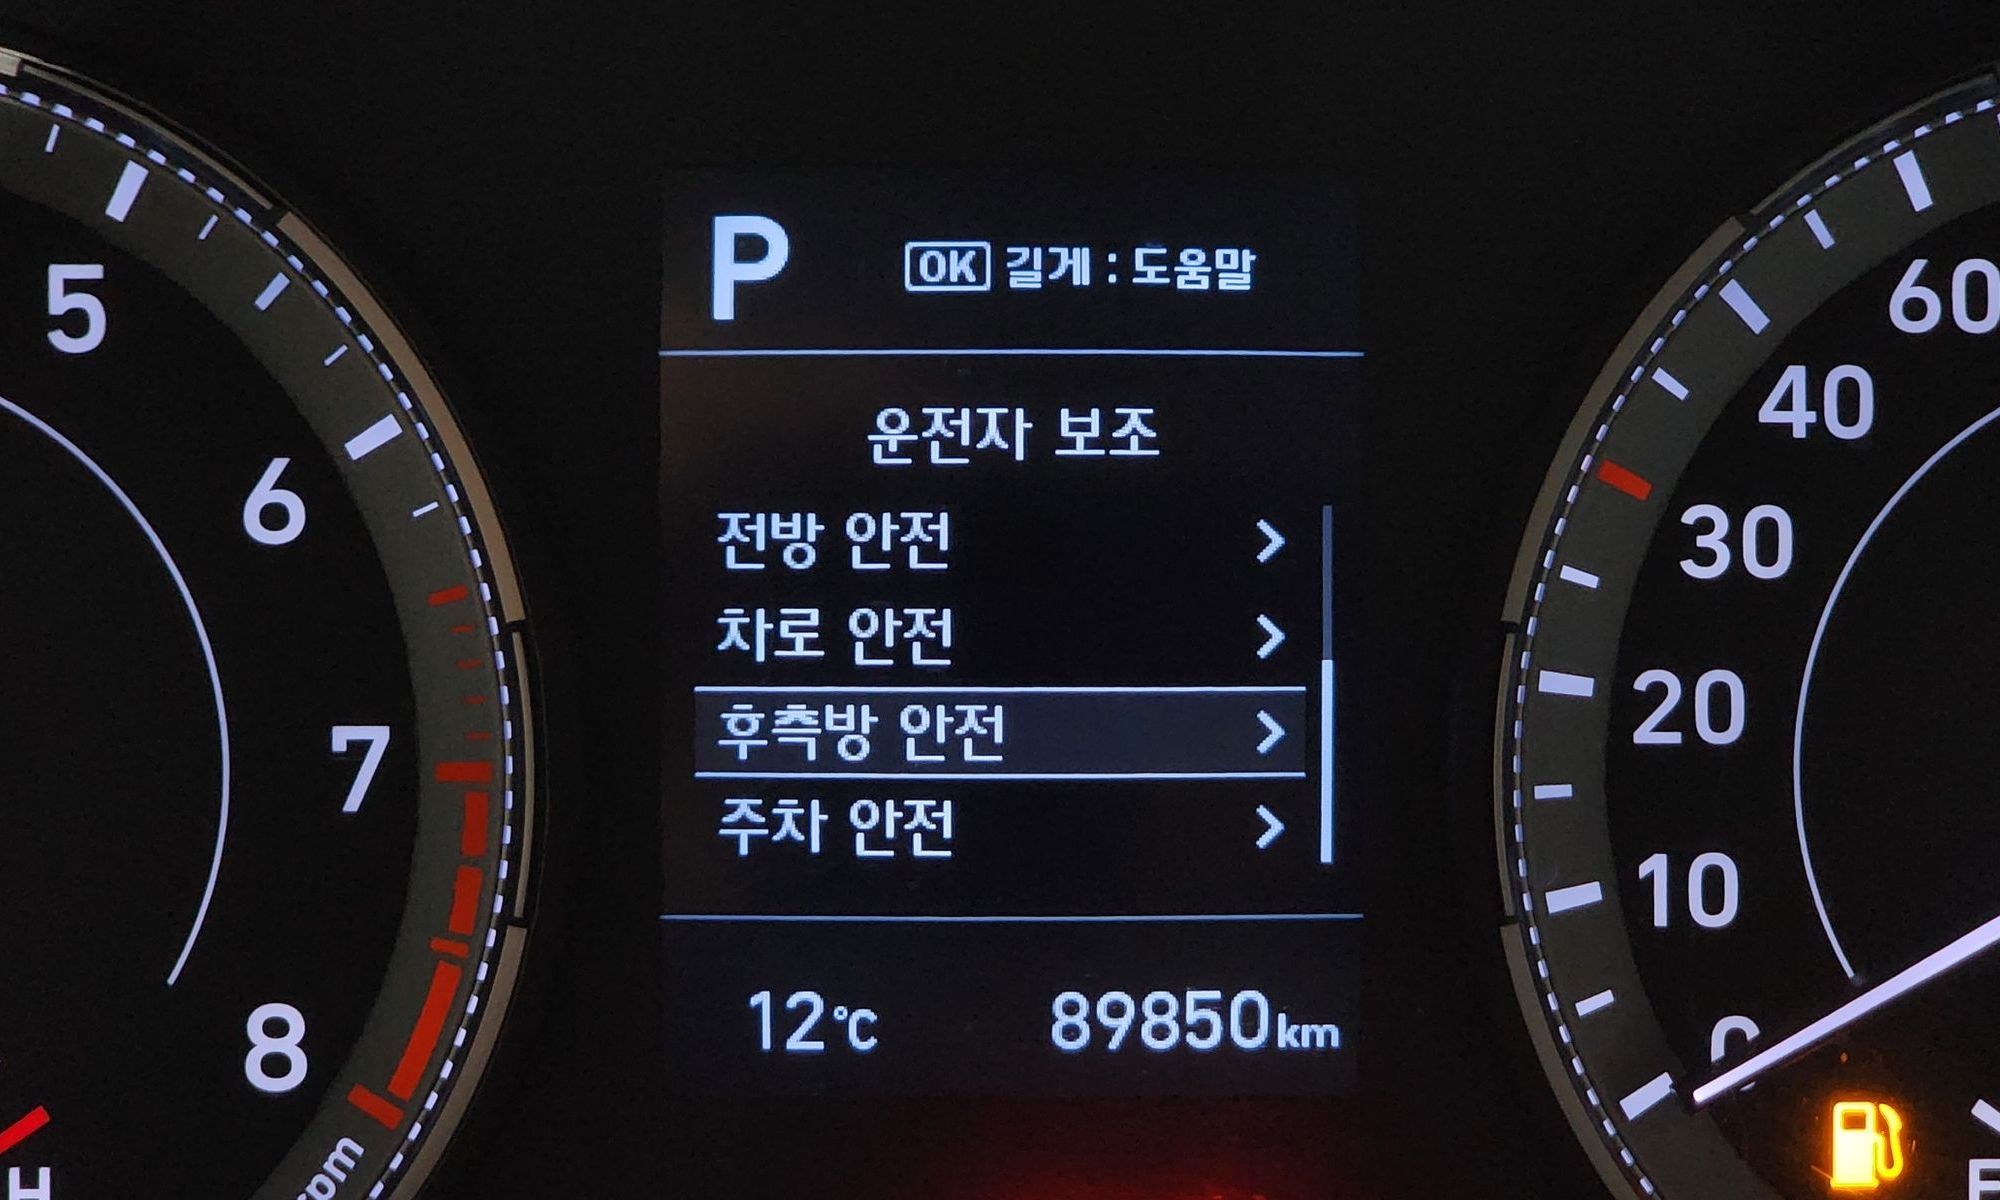 P
OK 길게 : 도움말
운전자 보조
전방 안전
차로 안전
후측방 안전
주차 안전
12℃
89850km
5
6
7
8
rpm
H
60
40
30
20
10
0